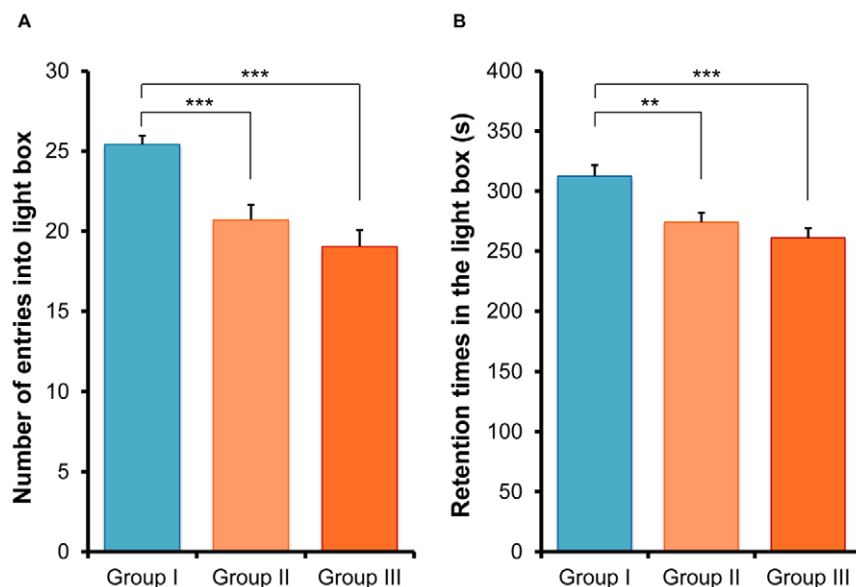 A
Number of entries into light box
30
25
20
15
10
5
0
***
***
Group I
Group II
Group III
B
Retention times in the light box (s)
400
350
300
250
200
150
100
50
0
***
**
Group I
Group II
Group III